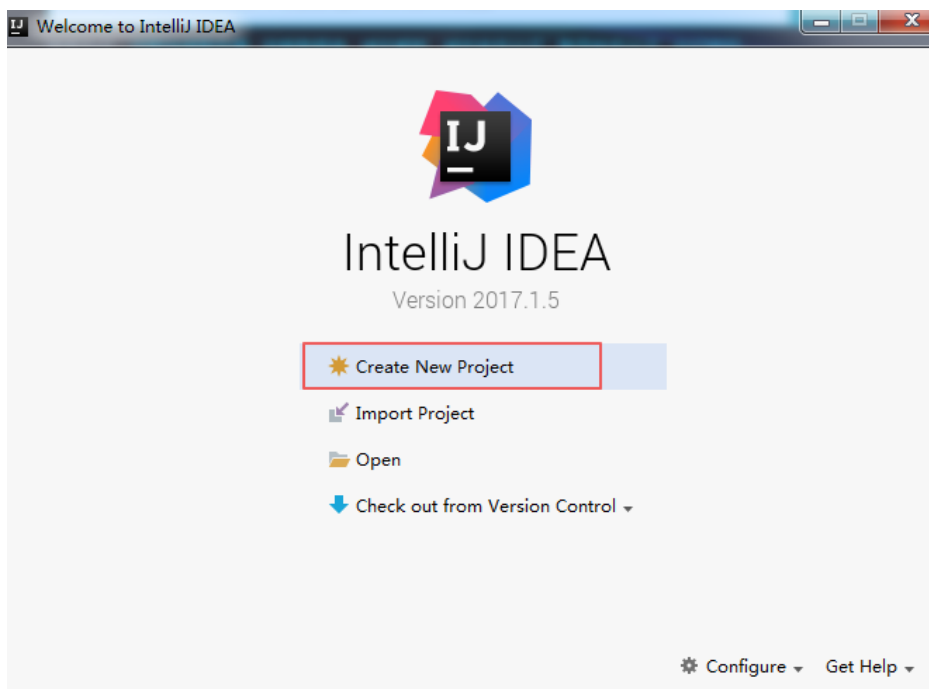 Welcome to IntelliJ IDEA
IJ
IntelliJ IDEA
Version 2017.1.5
Create New Project
Import Project
Open
Check out from Version Control
Configure
Get Help